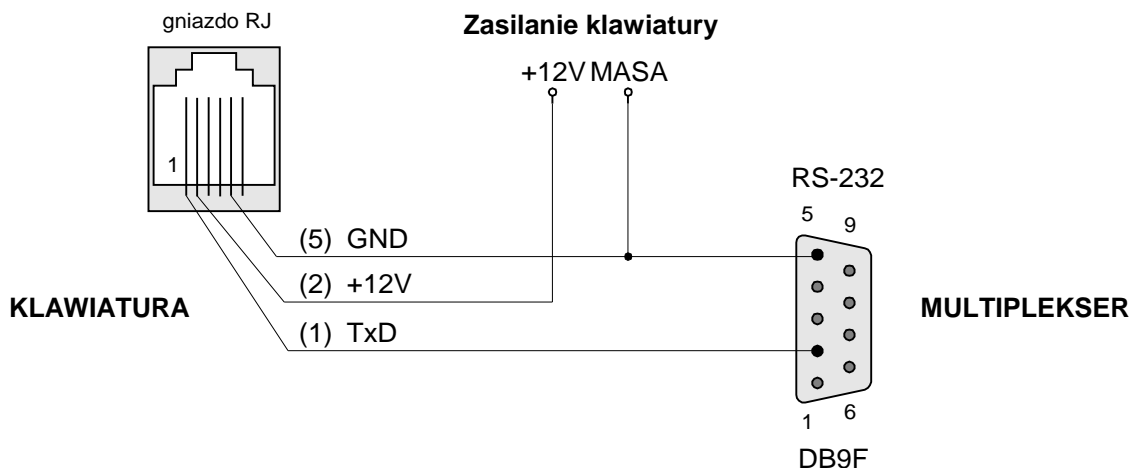 gniazdo RJ
Zasilanie klawiatury
+12V MASA
1
RS-232
5
9
(5) GND
(2) +12V
KLAWIATURA
MULTIPLEKSER
(1) TxD
1
6
DB9F